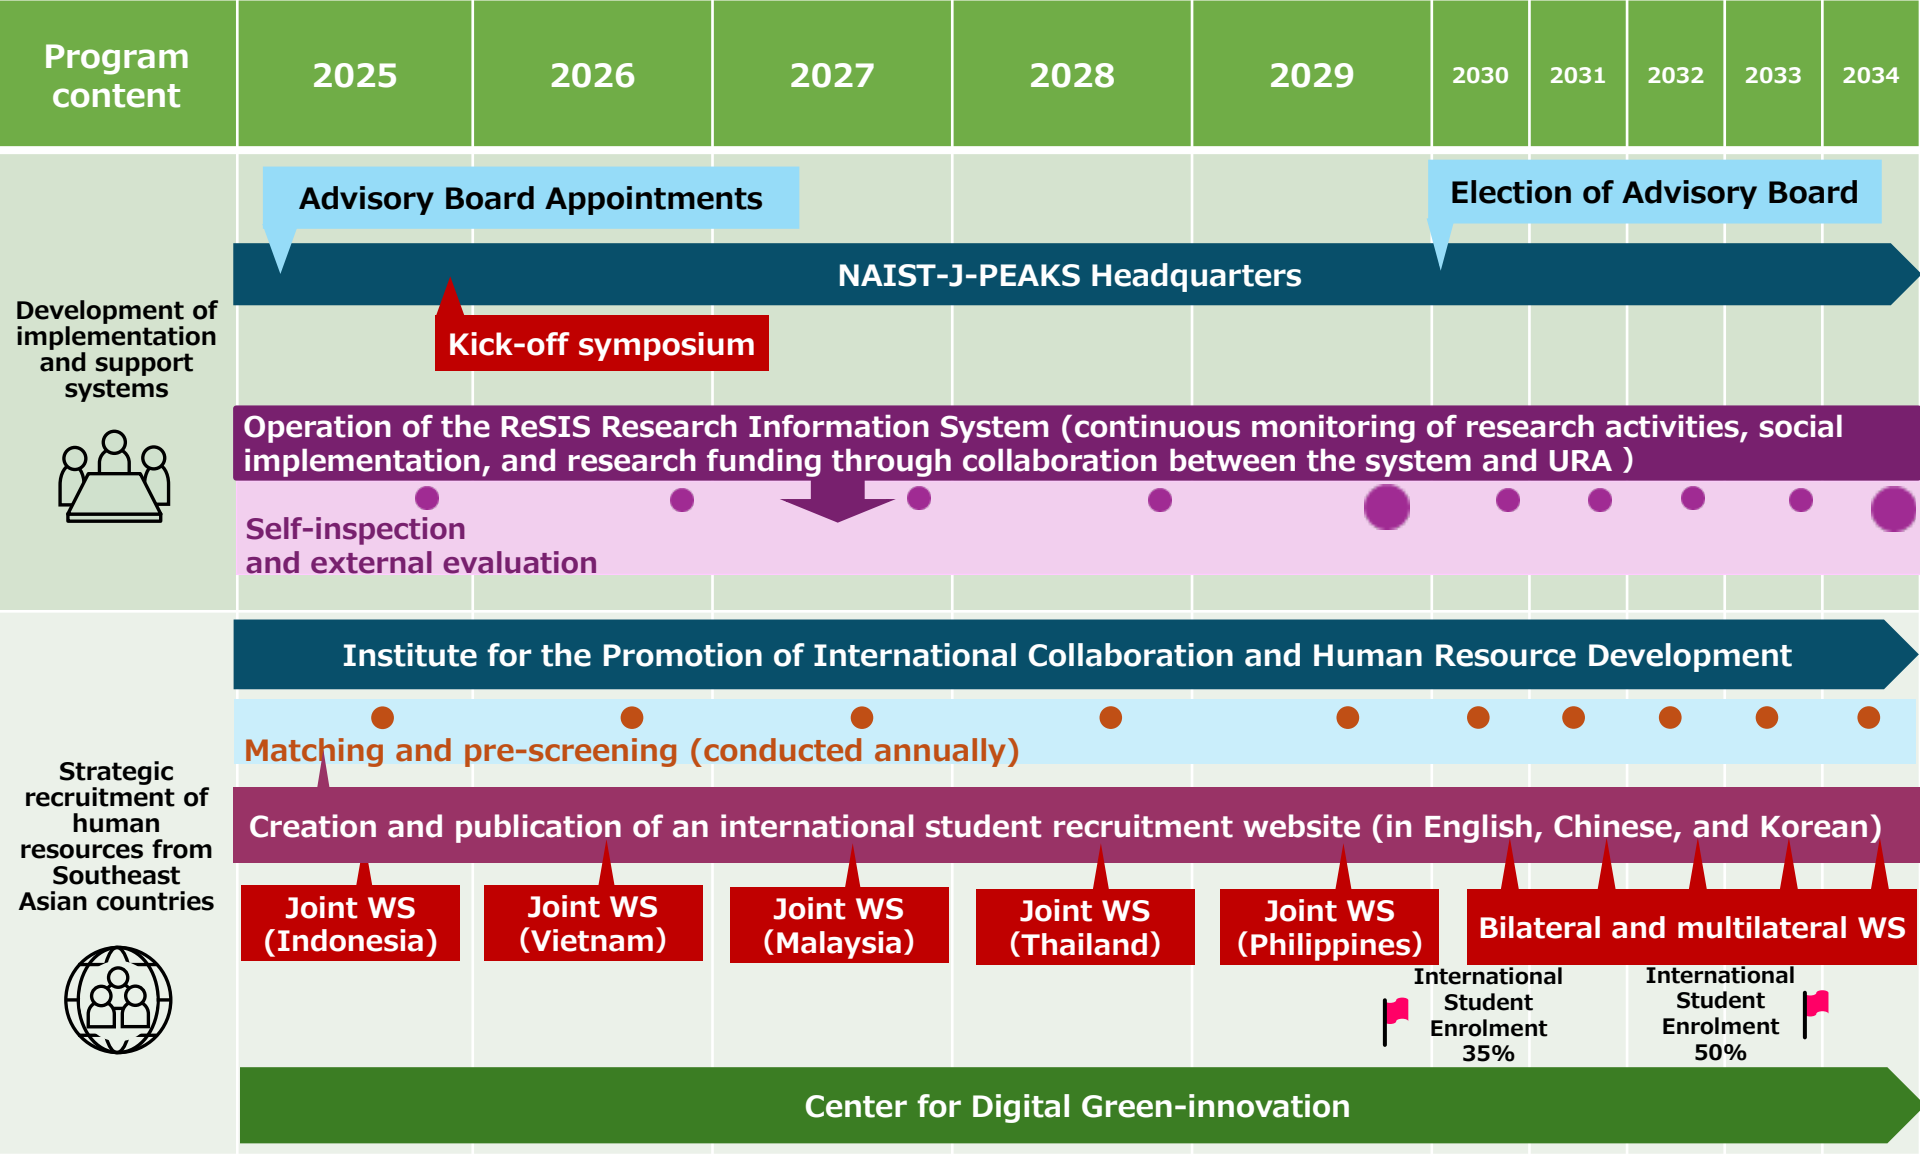 Program
content
2025
2026
2027
2028
2029
2030
2031
2032
2033
2034
Development of
implementation
and support
systems
Advisory Board Appointments
Election of Advisory Board
NAIST-J-PEAKS Headquarters
Kick-off symposium
Operation of the ReSIS Research Information System (continuous monitoring of research activities, social
implementation, and research funding through collaboration between the system and URA )
Self-inspection
and external evaluation
Strategic
recruitment of
human
resources from
Southeast
Asian countries
Institute for the Promotion of International Collaboration and Human Resource Development
Matching and pre-screening (conducted annually)
Creation and publication of an international student recruitment website (in English, Chinese, and Korean)
Joint WS
(Indonesia)
Joint WS
(Vietnam)
Joint WS
(Malaysia)
Joint WS
(Thailand)
Joint WS
(Philippines)
Bilateral and multilateral WS
International
Student
Enrolment
35%
International
Student
Enrolment
50%
Center for Digital Green-innovation